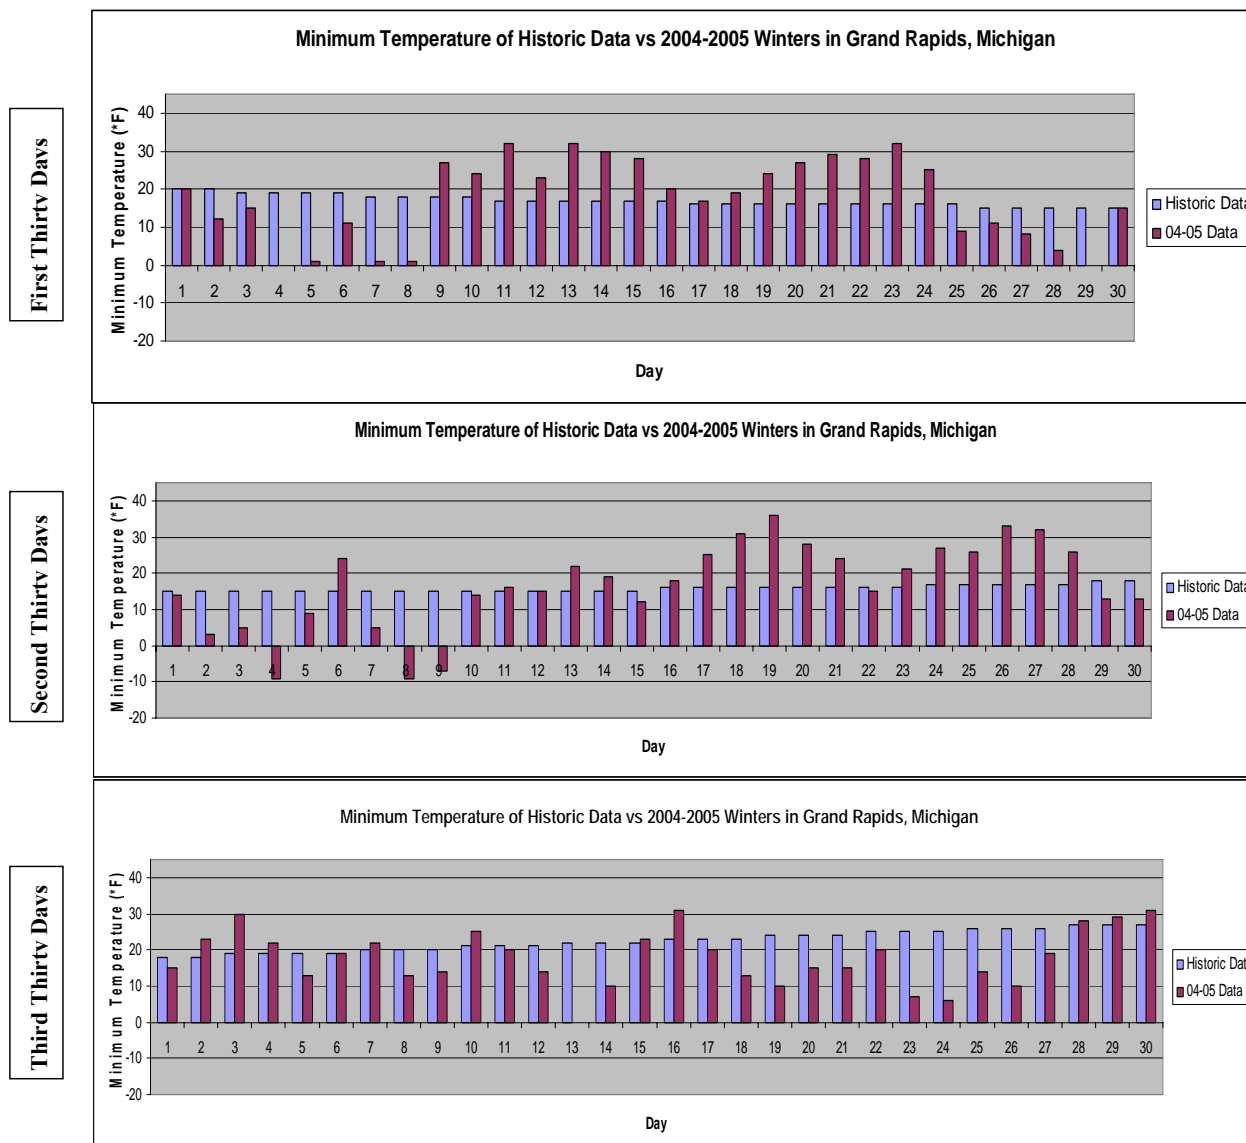 First Thirty Days
Minimum Temperature of Historic Data vs 2004-2005 Winters in Grand Rapids, Michigan
Minimum Temperature (*F)
40
30
20
10
0
-10
-20
1 2 3 4 5 6 7 8 9 10 11 12 13 14 15 16 17 18 19 20 21 22 23 24 25 26 27 28 29 30
Day
Historic Data
04-05 Data
Second Thirty Days
Minimum Temperature of Historic Data vs 2004-2005 Winters in Grand Rapids, Michigan
Minimum Temperature (*F)
40
30
20
10
0
-10
-20
1 2 3 4 5 6 7 8 9 10 11 12 13 14 15 16 17 18 19 20 21 22 23 24 25 26 27 28 29 30
Day
Historic Data
04-05 Data
Third Thirty Days
Minimum Temperature of Historic Data vs 2004-2005 Winters in Grand Rapids, Michigan
Minimum Temperature (*F)
40
30
20
10
0
-10
-20
1 2 3 4 5 6 7 8 9 10 11 12 13 14 15 16 17 18 19 20 21 22 23 24 25 26 27 28 29 30
Day
Historic Data
04-05 Data